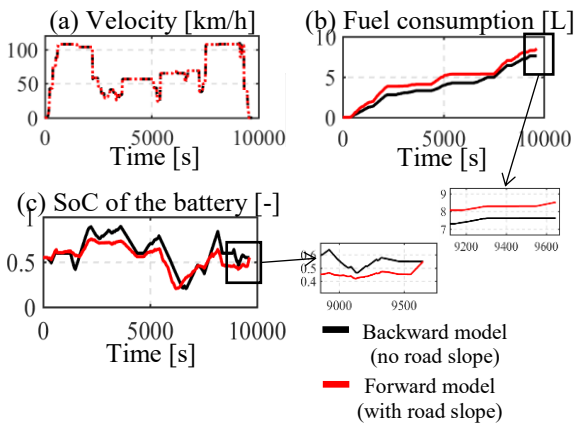 (a) Velocity [km/h]
100
50
0
0
5000
10000
Time [s]
(b) Fuel consumption [L]
10
5
0
0
5000
10000
Time [s]
9
8
7
9200
9400
9600
(c) SoC of the battery [-]
1
0.5
0
0
5000
10000
Time [s]
0.6
0.5
0.4
9000
9500
Backward model
(no road slope)
Forward model
(with road slope)